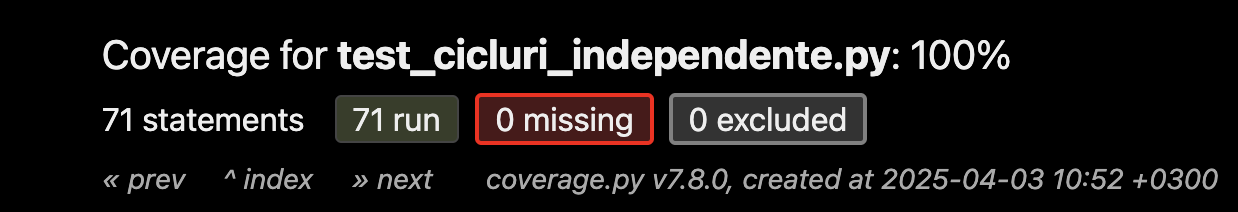 Coverage for test_cicluri_independente.py: 100%
71 statements 71 run 0 missing 0 excluded
« prev ^ index » next coverage.py v7.8.0, created at 2025-04-03 10:52 +0300